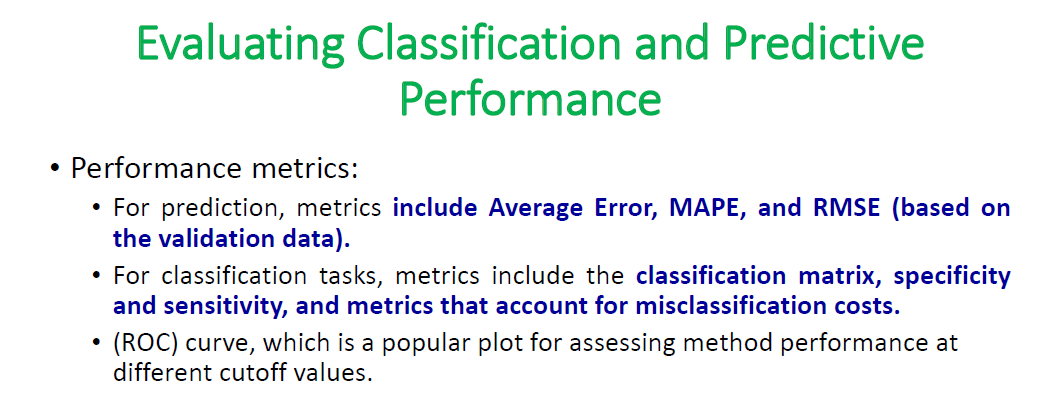 Evaluating Classification and Predictive
Performance
• Performance metrics:
• For prediction, metrics include Average Error, MAPE, and RMSE (based on
the validation data).
• For classification tasks, metrics include the classification matrix, specificity
and sensitivity, and metrics that account for misclassification costs.
• (ROC) curve, which is a popular plot for assessing method performance at
different cutoff values.